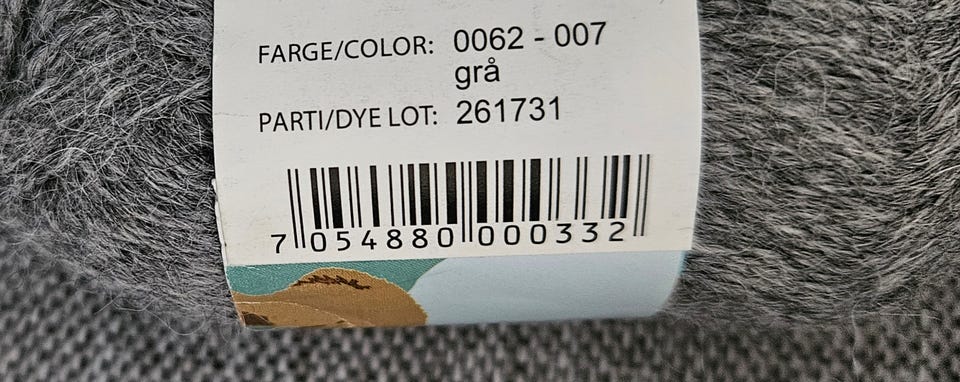 FARGE/COLOR: 0062 - 007
grå
PARTI/DYE LOT: 261731
7 054880 000332